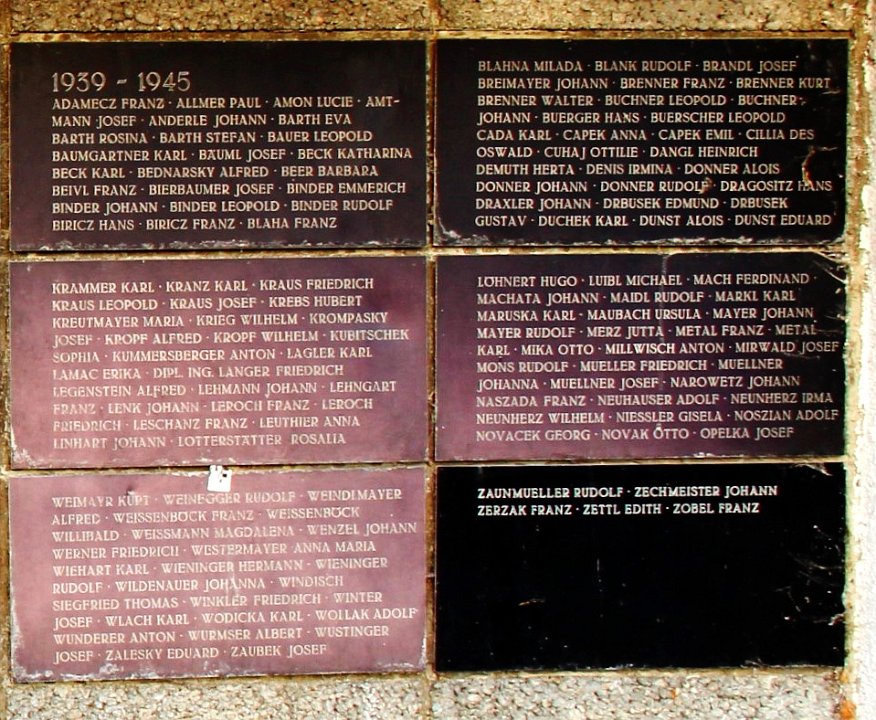 1939 - 1945
ADAMECZ FRANZ · ALLMER PAUL · AMON LUCIE · AMT-
MANN JOSEF · ANDERLE JOHANN · BARTH EVA
BARTH ROSINA · BARTH STEFAN · BAUER LEOPOLD
BAUMGARTNER KARL · BÄUML JOSEF · BECK KATHARINA
BECK KARL · BEDNARSKY ALFRED · BEER BARBARA
BEIVL FRANZ · BIERBAUMER JOSEF · BINDER EMMERICH
BINDER JOHANN · BINDER LEOPOLD · BINDER RUDOLF
BIRICZ HANS · BIRICZ FRANZ · BLAHA FRANZ
BLAHNA MILADA · BLANK RUDOLF · BRANDL JOSEF
BREIMAYER JOHANN · BRENNER FRANZ · BRENNER KURT
BRENNER WALTER · BUCHNER LEOPOLD · BUCHNER
JOHANN · BUERGER HANS · BUERSCHER LEOPOLD
CADA KARL · CAPEK ANNA · CAPEK EMIL · CILLIA DES
OSWALD · CUHAJ OTTILIE · DANGL HEINRICH
DEMUTH HERTA · DENIS IRMINA · DONNER ALOIS
DONNER JOHANN · DONNER RUDOLF · DRAGOSITZ HANS
DRAXLER JOHANN · DRBUSEK EDMUND · DRBUSEK
GUSTAV · DUCHEK KARL · DUNST ALOIS · DUNST EDUARD
KRAMMER KARL · KRANZ KARL · KRAUS FRIEDRICH
KRAUS LEOPOLD · KRAUS JOSEF · KREBS HUBERT
KREUTMAYER MARIA · KRIEG WILHELM · KROMPASKY
JOSEF · KROPF ALFRED · KROPF WILHELM · KUBITSCHEK
SOPHIA · KUMMERSBERGER ANTON · LAGLER KARL
LAMAC ERIKA · DIPL. ING. LANGER FRIEDRICH
LEGENSTEIN ALFRED · LEHMANN JOHANN · LEHNGART
FRANZ · LENK JOHANN · LEROCH FRANZ · LEROCH
FRIEDRICH · LESCHANZ FRANZ · LEUTHIER ANNA
LINHART JOHANN · LOTTERSTÄTTER ROSALIA
LÖHNERT HUGO · LUIBL MICHAEL · MACH FERDINAND ·
MACHATA JOHANN · MAIDL RUDOLF · MARKL KARL
MARUSKA KARL · MAUBACH URSULA · MAYER JOHANN
MAYER RUDOLF · MERZ JUTTA · METAL FRANZ · METAL
KARL · MIKA OTTO · MILLWISCH ANTON · MIRWALD JOSEF
MONS RUDOLF · MUELLER FRIEDRICH · MUELLNER
JOHANNA · MUELLNER JOSEF · NAROWETZ JOHANN
NASZADA FRANZ · NEUHAUSER ADOLF · NEUNHERZ IRMA
NEUNHERZ WILHELM · NIESSLER GISELA · NOSZIAN ADOLF
NOVACEK GEORG · NOVAK OTTO · OPELKA JOSEF
WEIMAYR KURT · WEINEGGER RUDOLF · WEINDLMAYER
ALFRED · WEISSENBÖCK FRANZ · WEISSENBÖCK
WILLIBALD · WEISSMANN MAGDALENA · WENZEL JOHANN
WERNER FRIEDRICH · WESTERMAYER ANNA MARIA
WIEHART KARL · WIENINGER HERMANN · WIENINGER
RUDOLF · WILDENAUER JOHANNA · WINDISCH
SIEGFRIED THOMAS · WINKLER FRIEDRICH · WINTER
JOSEF · WLACH KARL · WODICKA KARL · WOLLAK ADOLF
WUNDERER ANTON · WURMSER ALBERT · WUSTINGER
JOSEF · ZALESKY EDUARD · ZAUBEK JOSEF
ZAUNMUELLER RUDOLF · ZECHMEISTER JOHANN
ZERZAK FRANZ · ZETTL EDITH · ZOBEL FRANZ